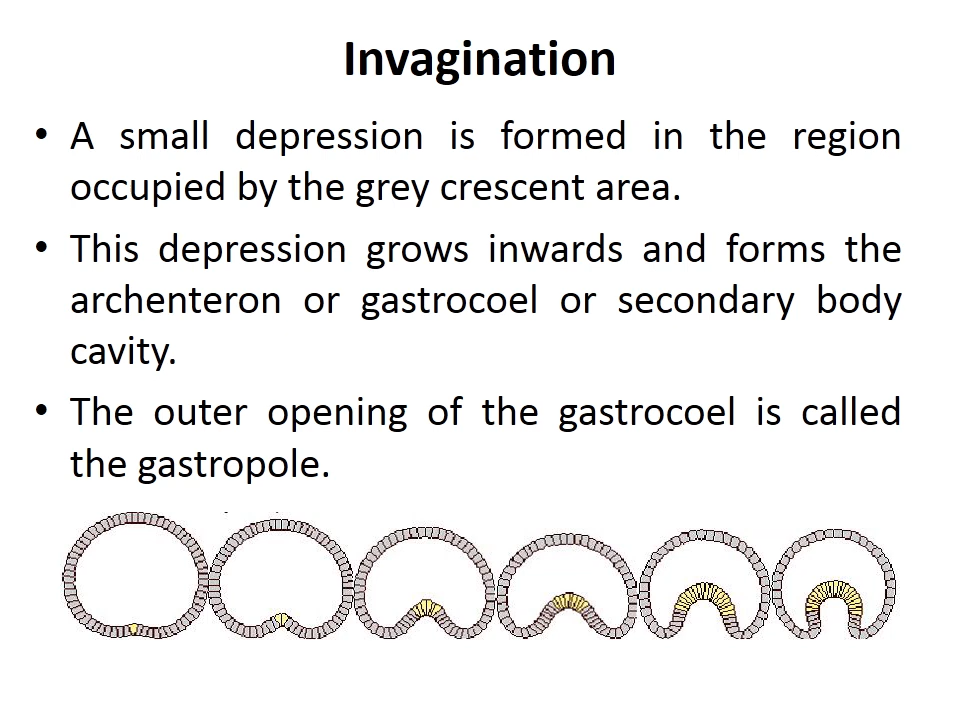 Invagination
• A small depression is formed in the region
occupied by the grey crescent area.
• This depression grows inwards and forms the
archenteron or gastrocoel or secondary body
cavity.
• The outer opening of the gastrocoel is called
the gastropole.